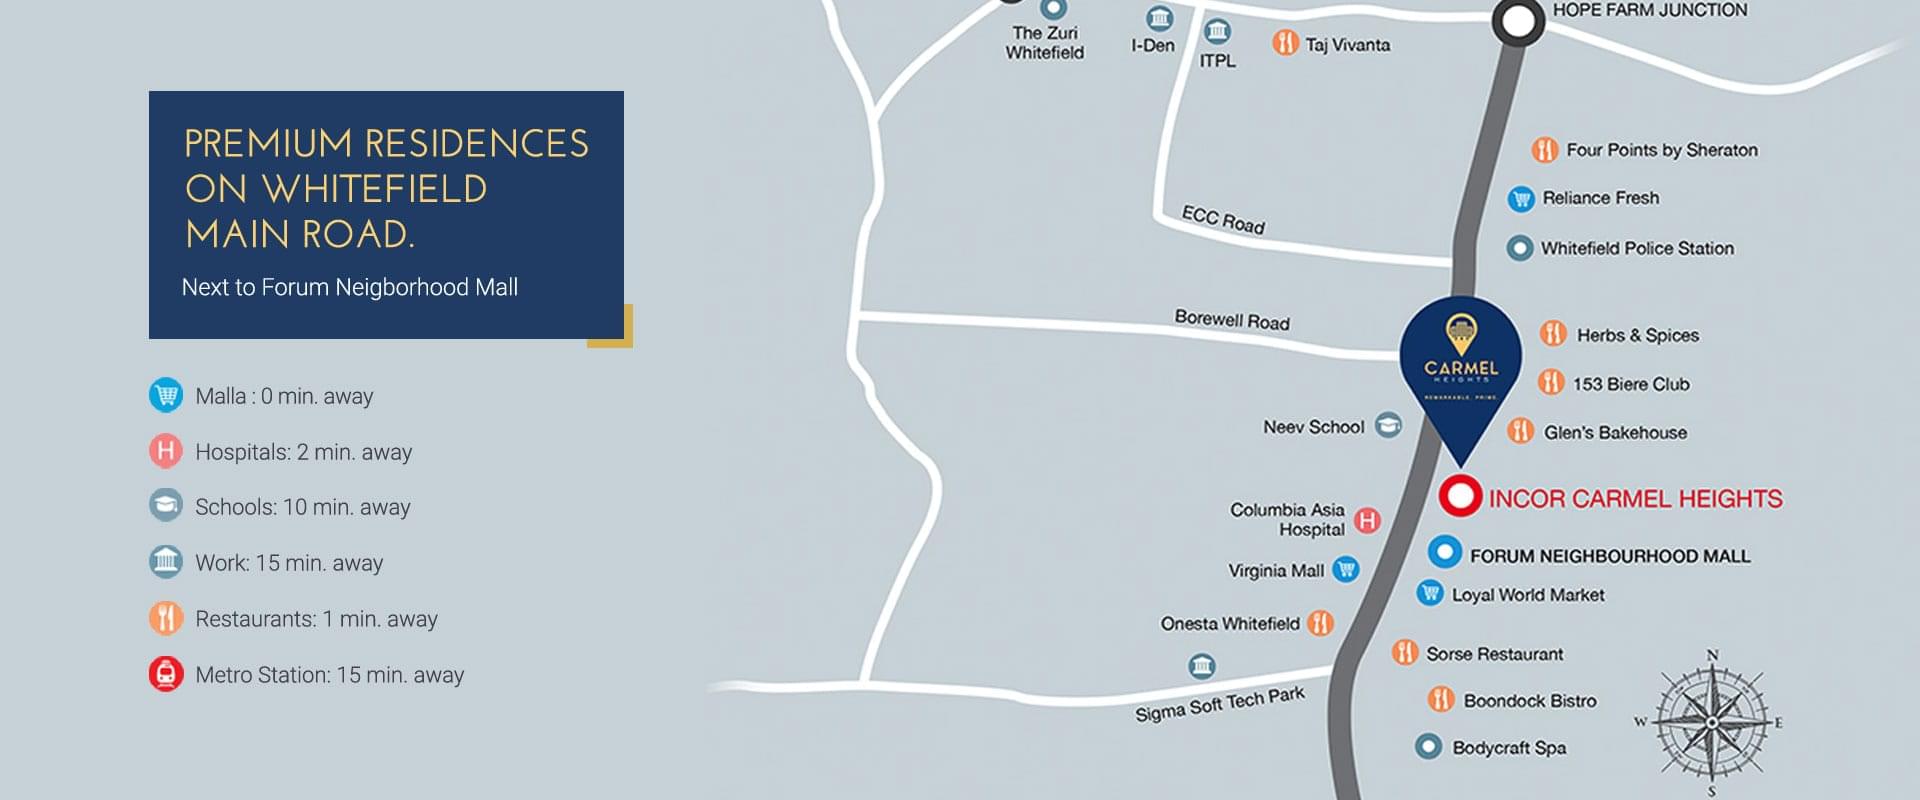 PREMIUM RESIDENCES
ON WHITEFIELD
MAIN ROAD.
Next to Forum Neigborhood Mall
Malla : 0 min. away
Hospitals: 2 min. away
Schools: 10 min. away
Work: 15 min. away
Restaurants: 1 min. away
Metro Station: 15 min. away
HOPE FARM JUNCTION
The Zuri
Whitefield
I-Den
ITPL
Taj Vivanta
Four Points by Sheraton
Reliance Fresh
Whitefield Police Station
ECC Road
Borewell Road
CARMEL
HEIGHTS
REMARKABLE. PRIME.
Herbs & Spices
153 Biere Club
Glen's Bakehouse
Neev School
INCOR CARMEL HEIGHTS
Columbia Asia
Hospital
H
FORUM NEIGHBOURHOOD MALL
Virginia Mall
Loyal World Market
Onesta Whitefield
Sorse Restaurant
Sigma Soft Tech Park
Boondock Bistro
Bodycraft Spa
N
W
E
S
H